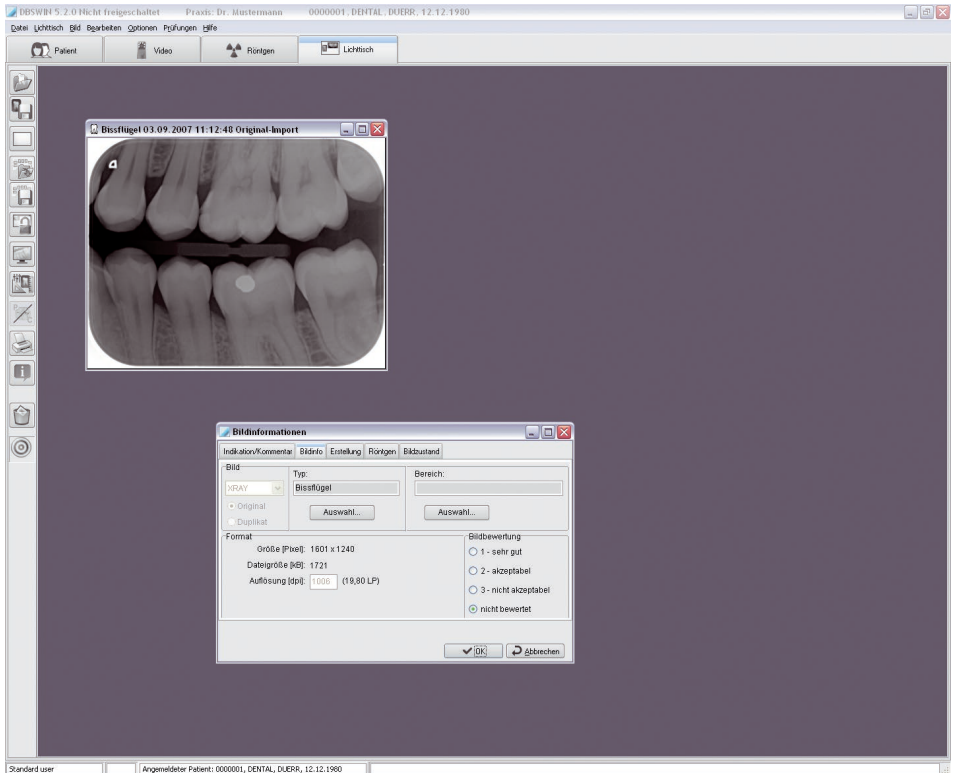 DBSWIN 5.2.0 Nicht freigeschaltet Praxis: Dr. Mustermann 0000001, DENTAL, DUERR, 12.12.1980
Datei Lichttisch Bild Bearbeiten Optionen Prüfungen Hilfe
Patient Video Röntgen Lichttisch
Bissflügel 03.09.2007 11:12:48 Original-Import
Bildinformationen
Indikation/Kommentar Bildinfo Erstellung Röntgen Bildzustand
Bild Typ: Bereich:
XRAY Bissflügel
Original
Auswahl... Auswahl...
Duplikat
Format Bildbewertung
Größe [Pixel]: 1601 x 1240
1 - sehr gut
Dateigröße [kB]: 1721
2 - akzeptabel
Auflösung [dpi]: 1006 (19,80 LP)
3 - nicht akzeptabel
nicht bewertet
OK Abbrechen
Standard user Angemeldeter Patient: 0000001, DENTAL, DUERR, 12.12.1980